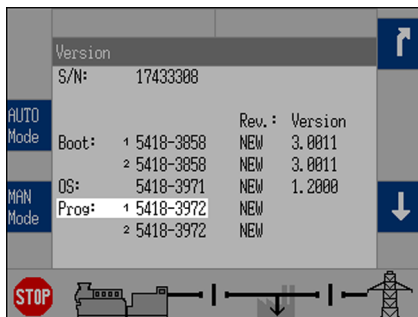 Version
S/N: 17433308
AUTO
Mode
Rev.: Version
Boot: 1 5418-3858 NEW 3.0011
2 5418-3858 NEW 3.0011
OS: 5418-3971 NEW 1.2000
MAN
Mode
Prog: 1 5418-3972 NEW
2 5418-3972 NEW
STOP